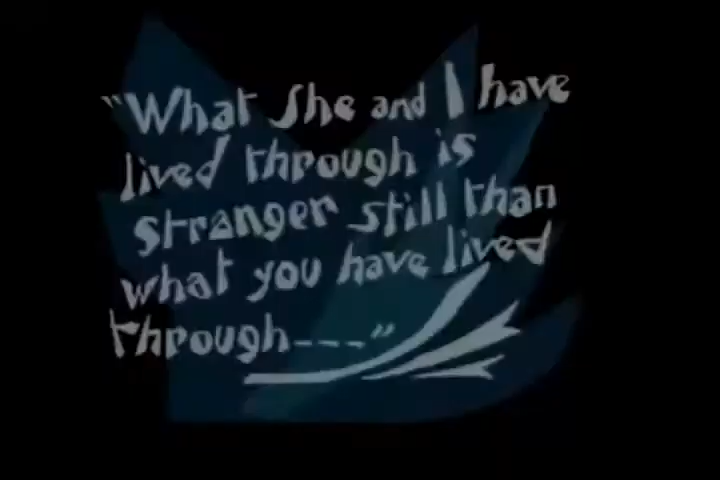 “What she and I have
lived through is
stranger still than
what you have lived
through---”